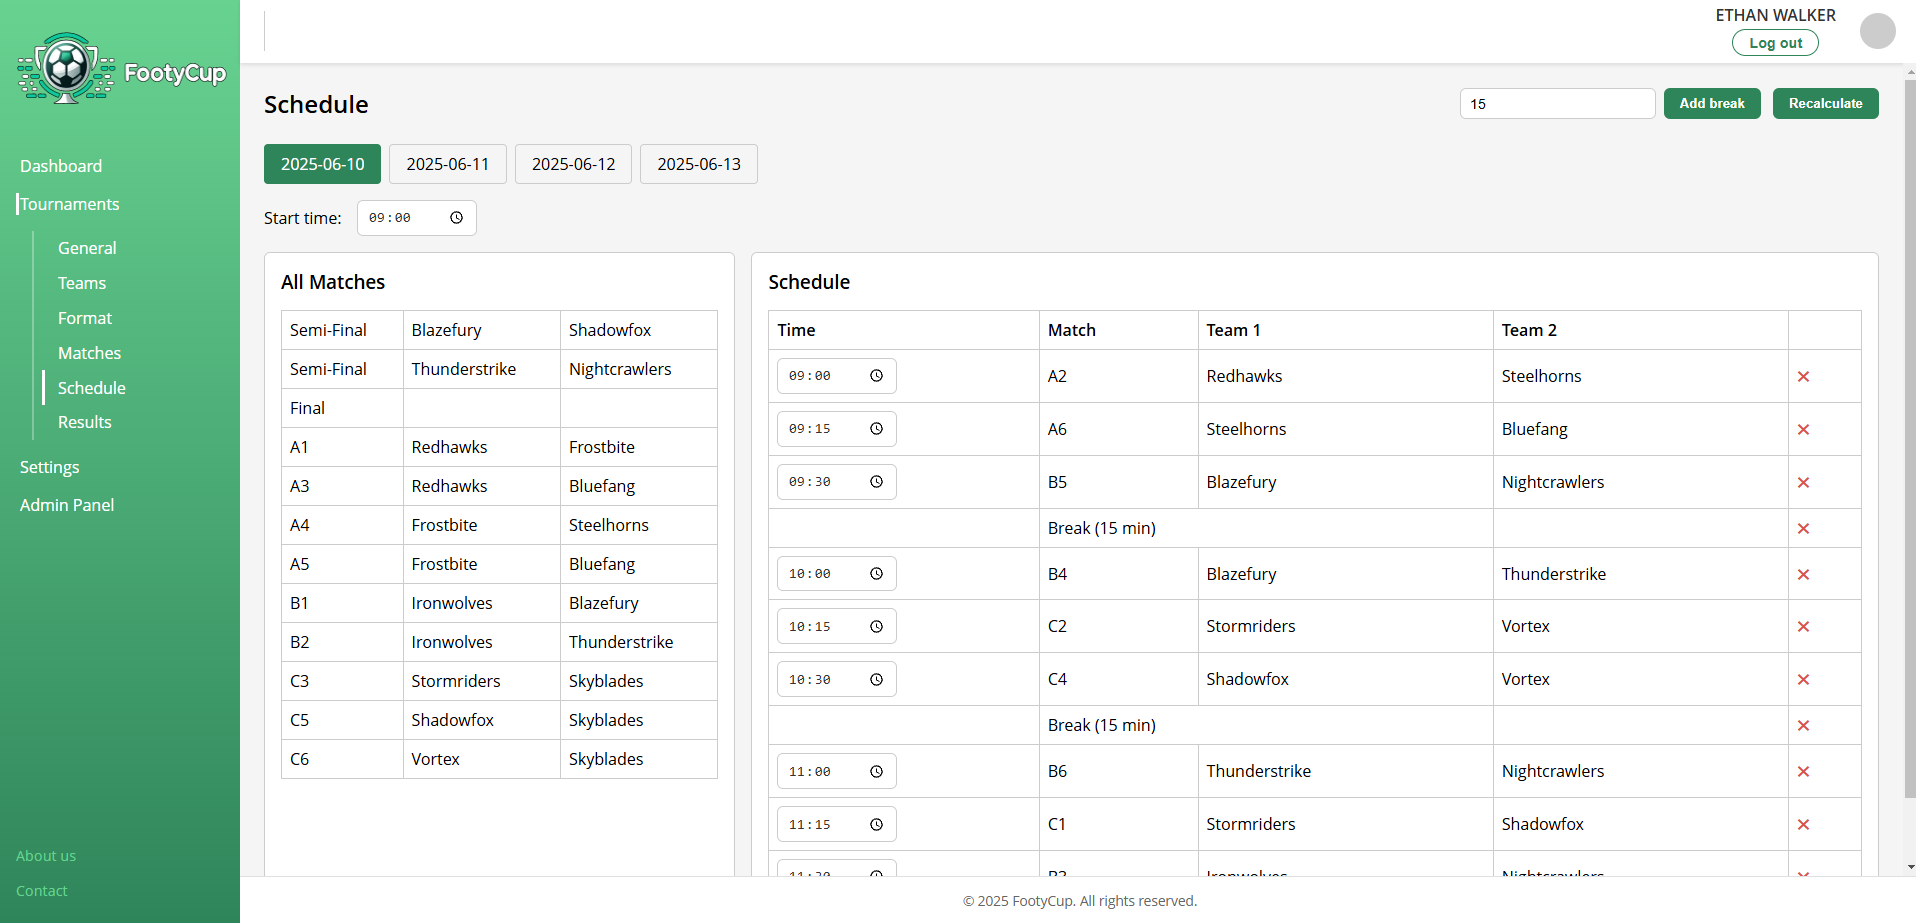 ETHAN WALKER
Log out
FootyCup
Dashboard
Tournaments
General
Teams
Format
Matches
Schedule
Results
Settings
Admin Panel
About us
Contact
Schedule
15 Add break Recalculate
2025-06-10 2025-06-11 2025-06-12 2025-06-13
Start time: 09:00
All Matches
Semi-Final Blazefury Shadowfox
Semi-Final Thunderstrike Nightcrawlers
Final
A1 Redhawks Frostbite
A3 Redhawks Bluefang
A4 Frostbite Steelhorns
A5 Frostbite Bluefang
B1 Ironwolves Blazefury
B2 Ironwolves Thunderstrike
C3 Stormriders Skyblades
C5 Shadowfox Skyblades
C6 Vortex Skyblades
Schedule
Time Match Team 1 Team 2
09:00 A2 Redhawks Steelhorns
09:15 A6 Steelhorns Bluefang
09:30 B5 Blazefury Nightcrawlers
Break (15 min)
10:00 B4 Blazefury Thunderstrike
10:15 C2 Stormriders Vortex
10:30 C4 Shadowfox Vortex
Break (15 min)
11:00 B6 Thunderstrike Nightcrawlers
11:15 C1 Stormriders Shadowfox
11:30 B3 Ironwolves Nightcrawlers
© 2025 FootyCup. All rights reserved.